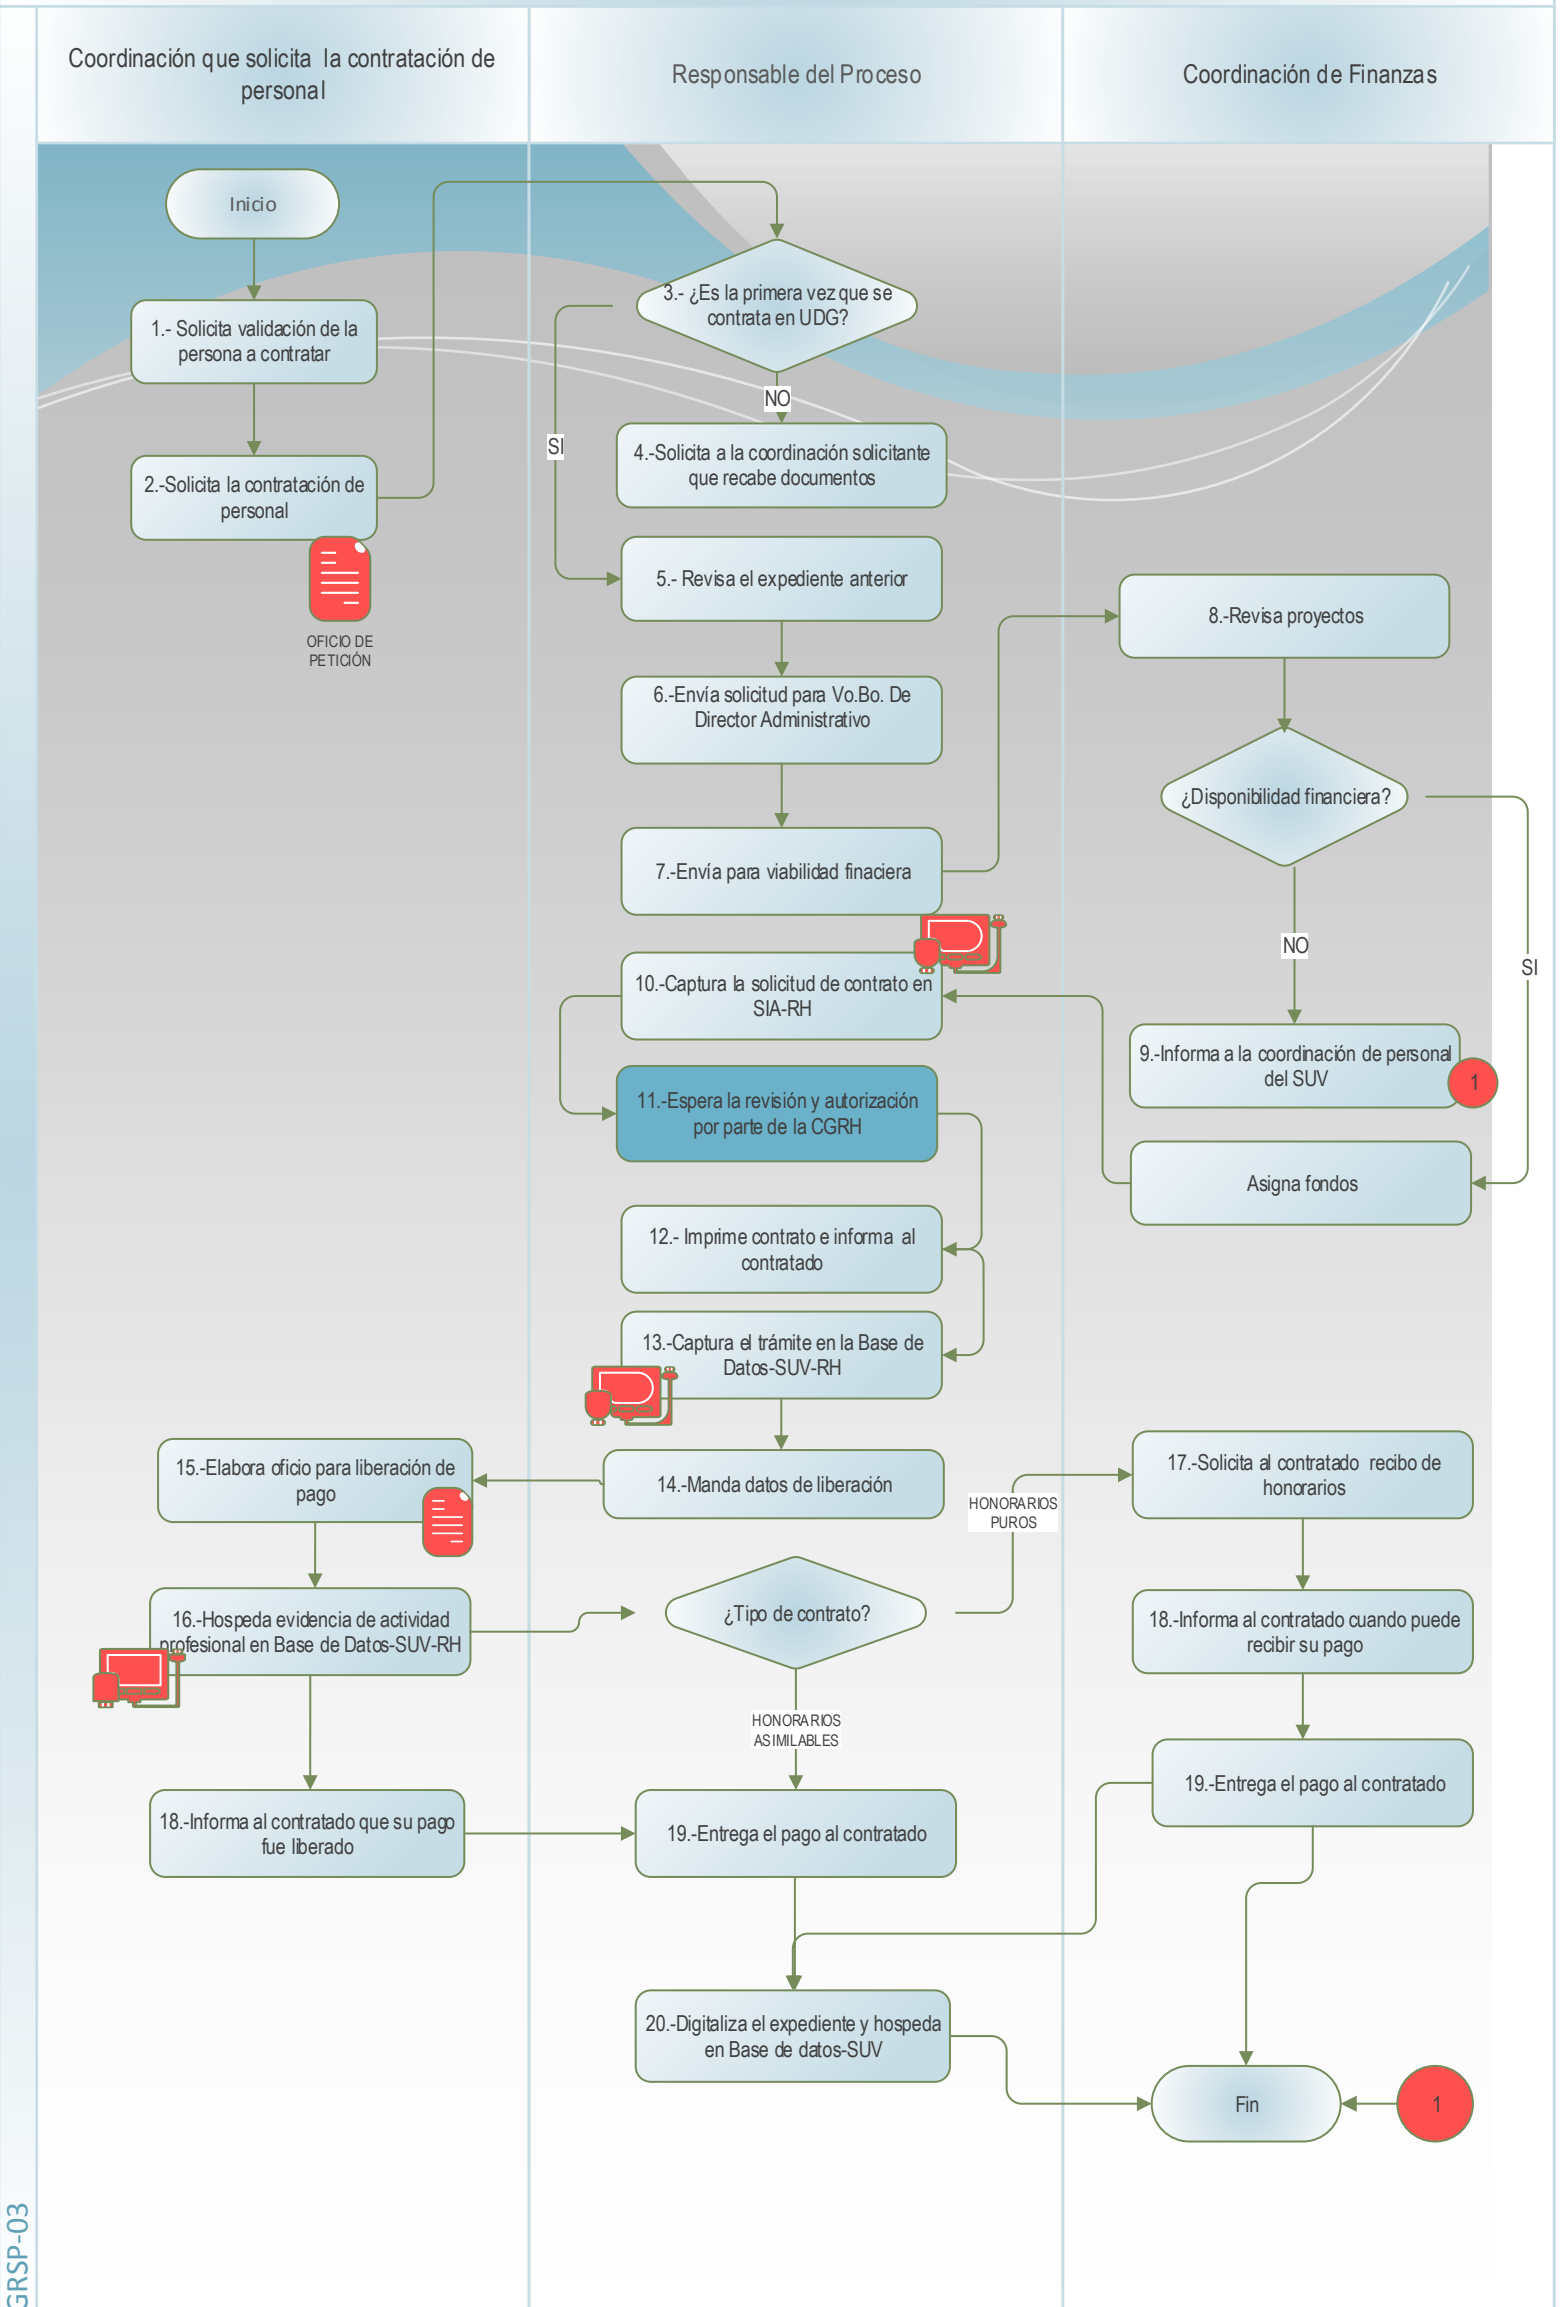 Coordinación que solicita la contratación de
personal
Responsable del Proceso
Coordinación de Finanzas
Inicio
1.- Solicita validación de la
persona a contratar
2.-Solicita la contratación de
personal
OFICIO DE
PETICIÓN
3.- ¿Es la primera vez que se
contrata en UDG?
NO
SI
4.-Solicita a la coordinación solicitante
que recabe documentos
5.- Revisa el expediente anterior
6.-Envía solicitud para Vo.Bo. De
Director Administrativo
7.-Envía para viabilidad finaciera
8.-Revisa proyectos
¿Disponibilidad financiera?
NO
SI
9.-Informa a la coordinación de personal
del SUV
1
Asigna fondos
10.-Captura la solicitud de contrato en
SIA-RH
11.-Espera la revisión y autorización
por parte de la CGRH
12.- Imprime contrato e informa al
contratado
13.-Captura el trámite en la Base de
Datos-SUV-RH
14.-Manda datos de liberación
15.-Elabora oficio para liberación de
pago
16.-Hospeda evidencia de actividad
profesional en Base de Datos-SUV-RH
¿Tipo de contrato?
HONORARIOS
PUROS
HONORARIOS
ASIMILABLES
17.-Solicita al contratado recibo de
honorarios
18.-Informa al contratado cuando puede
recibir su pago
19.-Entrega el pago al contratado
18.-Informa al contratado que su pago
fue liberado
19.-Entrega el pago al contratado
20.-Digitaliza el expediente y hospeda
en Base de datos-SUV
Fin
1
GRSP-03